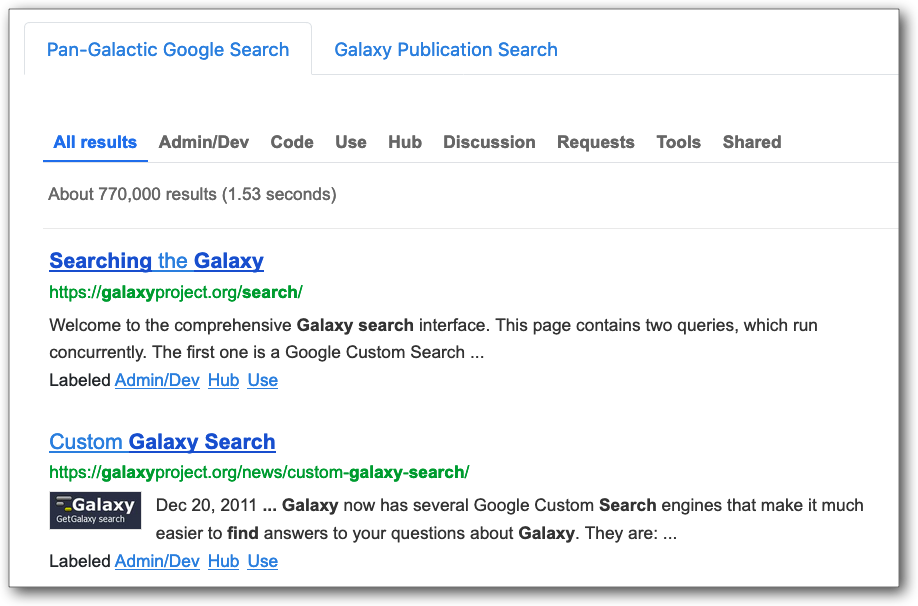 Pan-Galactic Google Search Galaxy Publication Search
All results Admin/Dev Code Use Hub Discussion Requests Tools Shared
About 770,000 results (1.53 seconds)
Searching the Galaxy
https://galaxyproject.org/search/
Welcome to the comprehensive Galaxy search interface. This page contains two queries, which run
concurrently. The first one is a Google Custom Search ...
Labeled Admin/Dev Hub Use
Custom Galaxy Search
https://galaxyproject.org/news/custom-galaxy-search/
Galaxy
GetGalaxy search
Dec 20, 2011 ... Galaxy now has several Google Custom Search engines that make it much
easier to find answers to your questions about Galaxy. They are: ...
Labeled Admin/Dev Hub Use